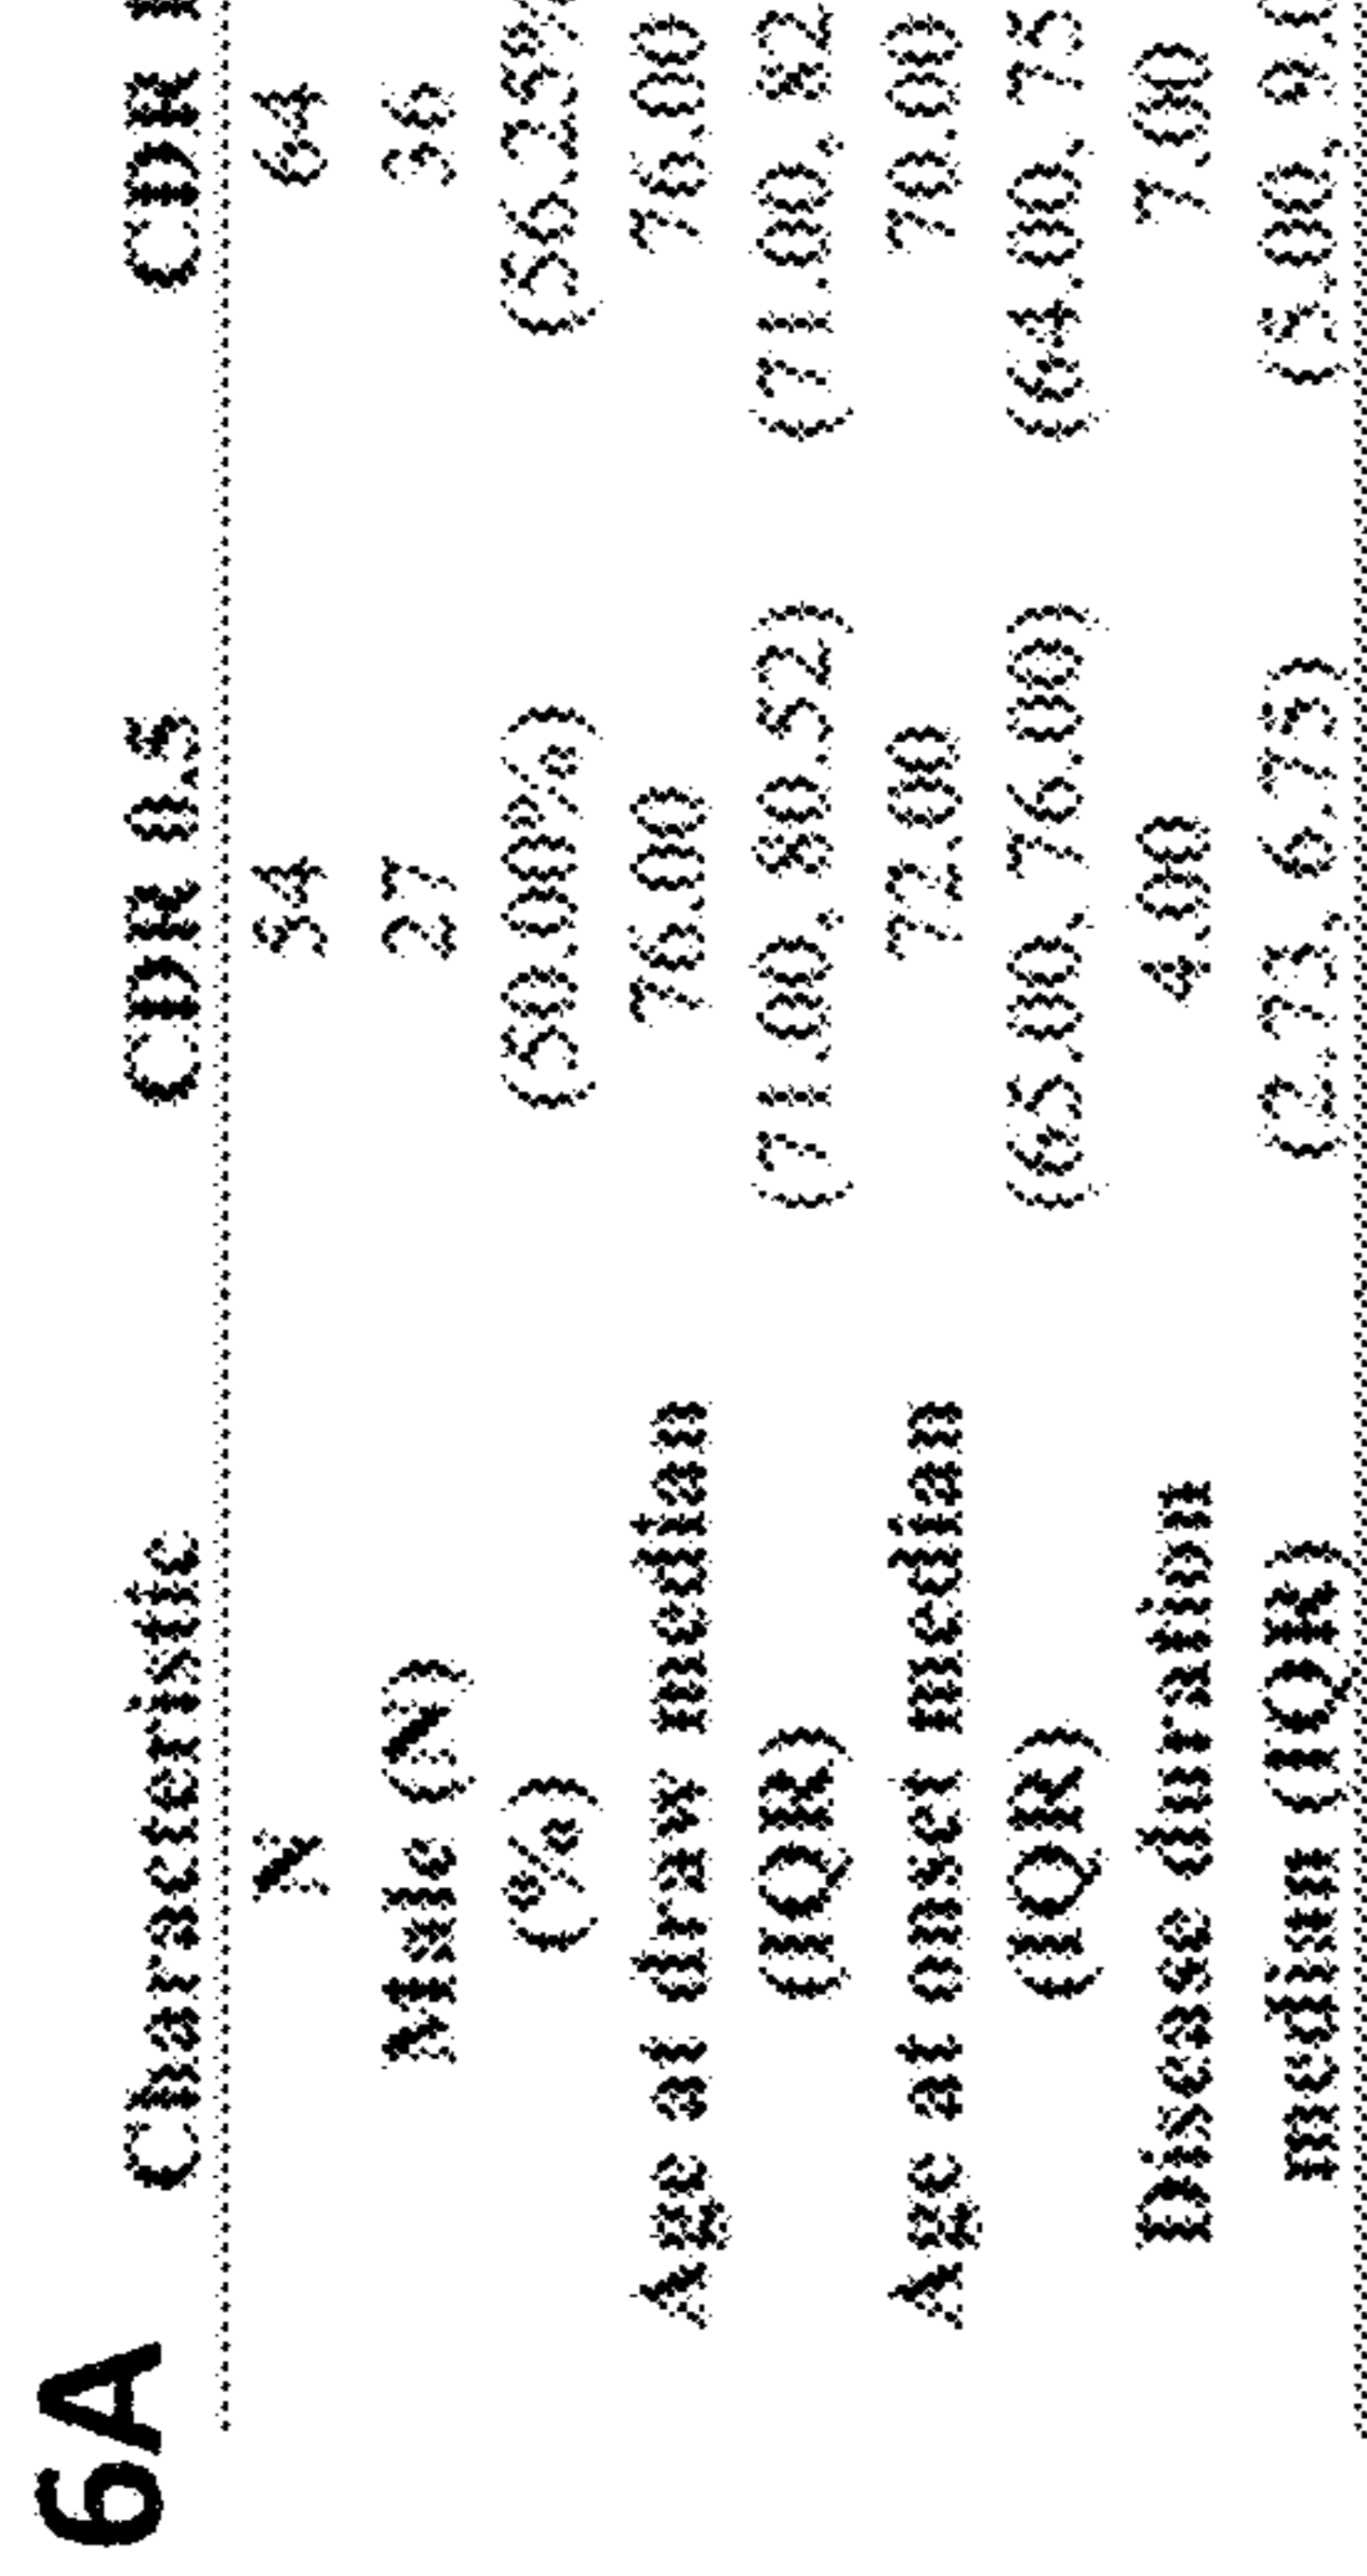 6A
Characteristic CDR 0.5 CDR
N 54 64
Male (N) 27 36
(%) (50.00%) (56.25%
Age at draw median 76.00 76.00
(IQR) (71.00, 80.52) (71.00, 82
Age at onset median 72.00 70.00
(IQR) (65.00, 76.00) (64.00, 75
Disease duration 4.00 7.00
median (IQR) (2.73, 6.75) (5.00, 9.0